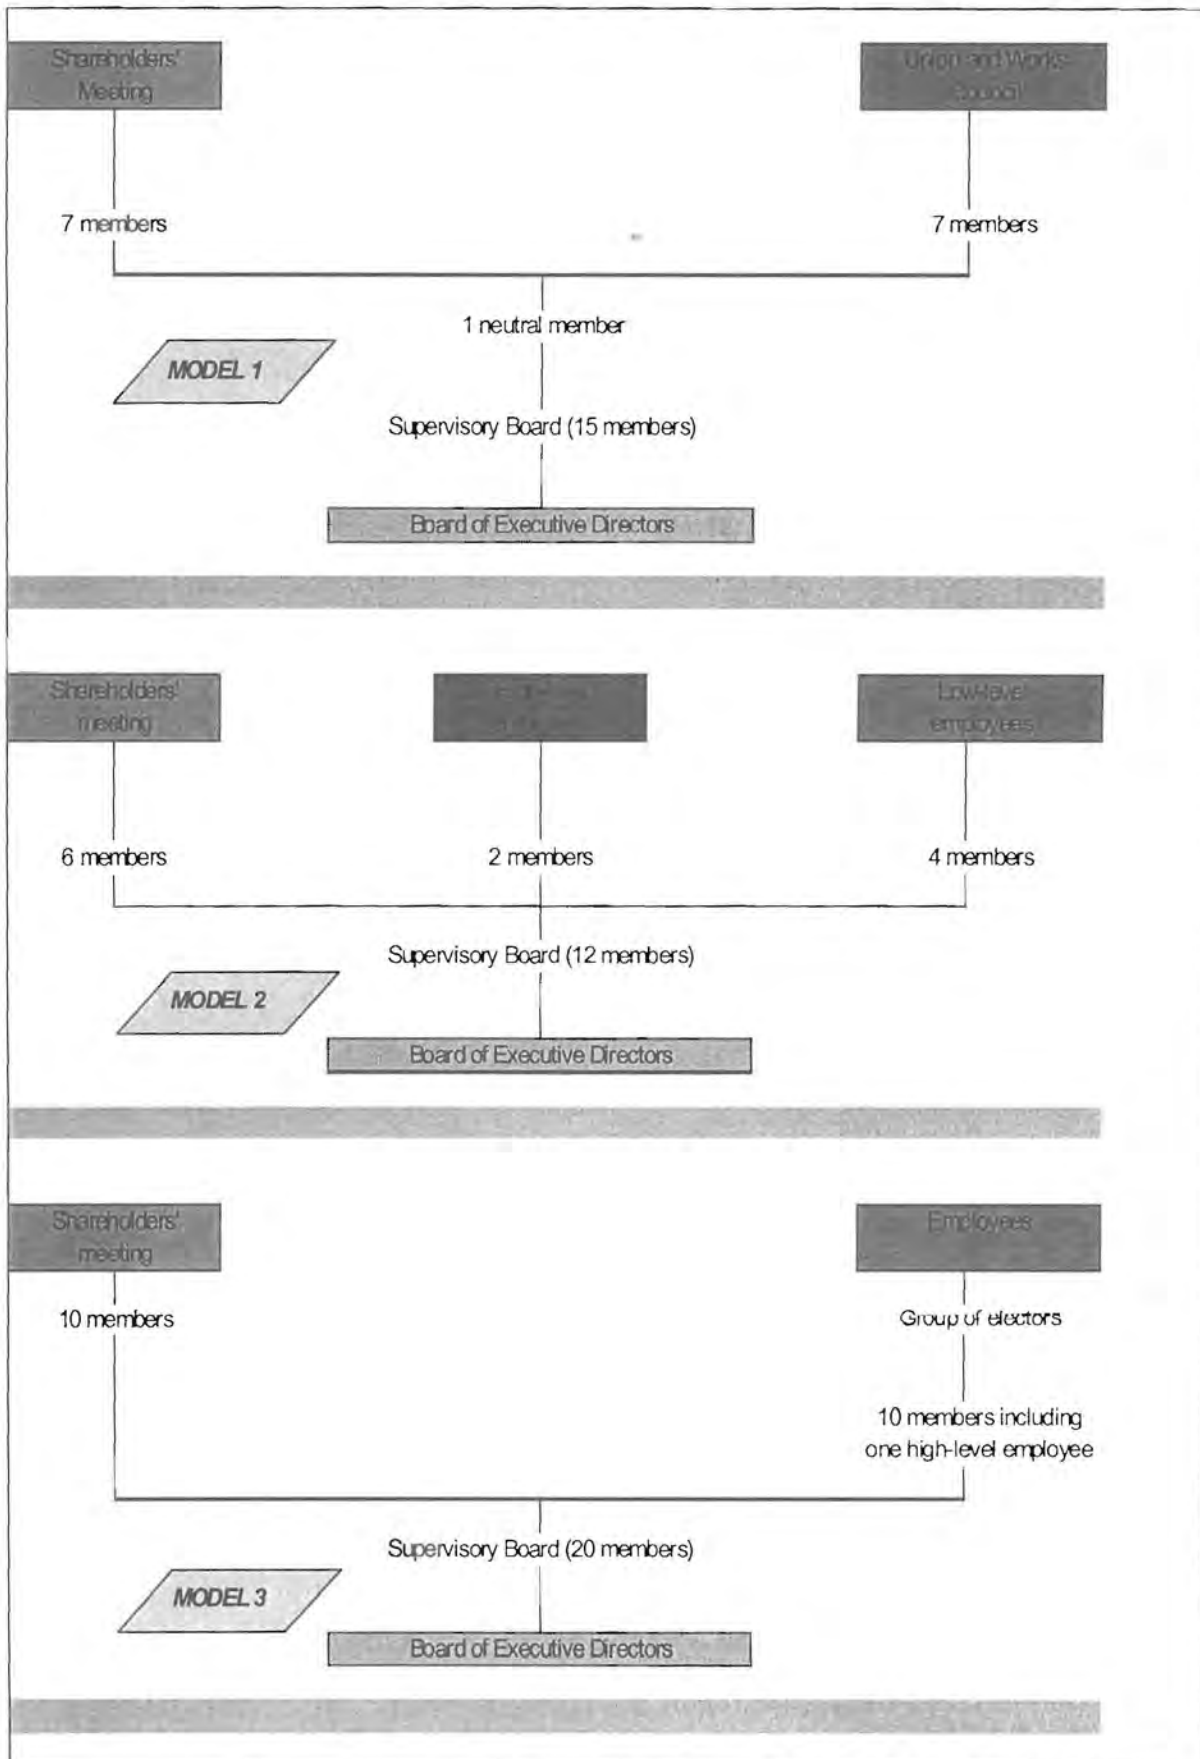 Shareholders'
Meeting
Union and Works
Council
7 members
7 members
1 neutral member
MODEL 1
Supervisory Board (15 members)
Board of Executive Directors
Shareholders'
meeting
Low-level
employees
6 members
2 members
4 members
Supervisory Board (12 members)
MODEL 2
Board of Executive Directors
Shareholders'
meeting
Employees
10 members
Group of electors
10 members including
one high-level employee
Supervisory Board (20 members)
MODEL 3
Board of Executive Directors